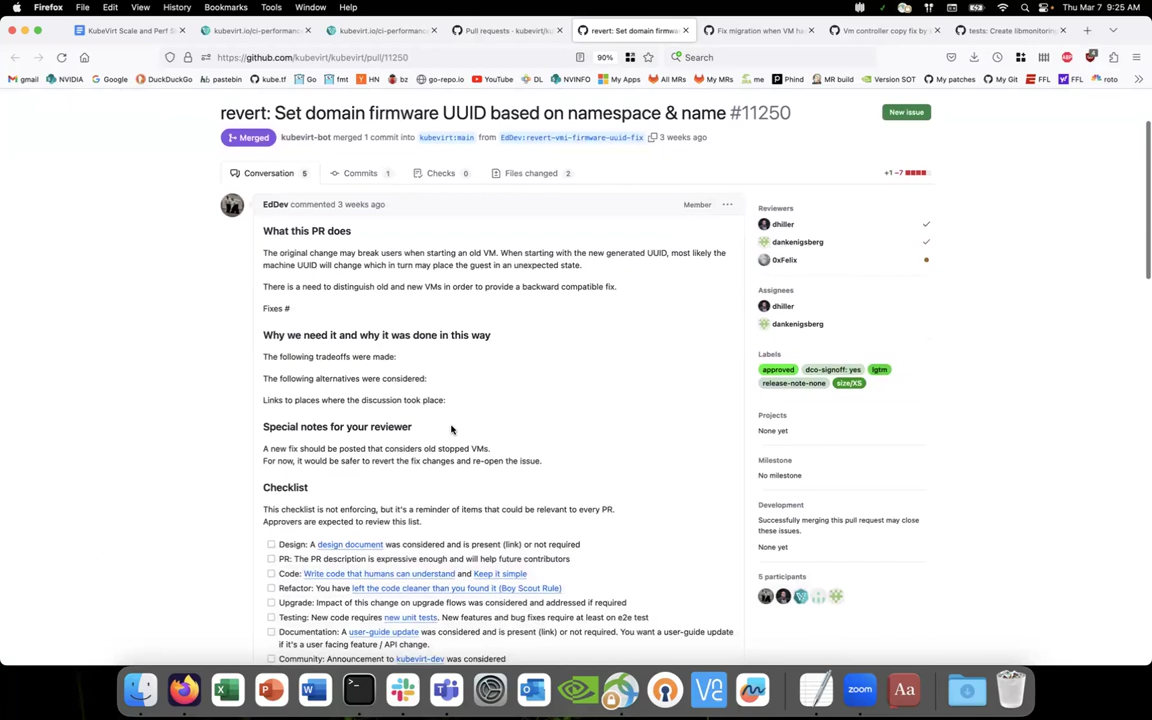 Firefox File Edit View History Bookmarks Tools Window Help Thu Mar 7 9:25 AM
KubeVirt Scale and Perf S kubevirt.io/ci-performance kubevirt.io/ci-performance Pull requests · kubevirt/ku revert: Set domain firmwa Fix migration when VM ha Vm controller copy fix by tests: Create libmonitorin
https://github.com/kubevirt/kubevirt/pull/11250 90% Search
gmail NVIDIA Google DuckDuckGo pastebin kube.tf Go fmt HN bz go-repo.io YouTube DL NVINFO My Apps All MRs My MRs me Phind MR build Version SOT My patches My Git FFL FFL roto
revert: Set domain firmware UUID based on namespace & name #11250
New issue
Merged kubevirt-bot merged 1 commit into kubevirt:main from EdDev:revert-vmi-firmware-uuid-fix 3 weeks ago
Conversation 5 Commits 1 Checks 0 Files changed 2 +1 −7
EdDev commented 3 weeks ago Member
What this PR does
The original change may break users when starting an old VM. When starting with the new generated UUID, most likely the
machine UUID will change which in turn may place the guest in an unexpected state.
There is a need to distinguish old and new VMs in order to provide a backward compatible fix.
Fixes #
Why we need it and why it was done in this way
The following tradeoffs were made:
The following alternatives were considered:
Links to places where the discussion took place:
Special notes for your reviewer
A new fix should be posted that considers old stopped VMs.
For now, it would be safer to revert the fix changes and re-open the issue.
Checklist
This checklist is not enforcing, but it's a reminder of items that could be relevant to every PR.
Approvers are expected to review this list.
Design: A design document was considered and is present (link) or not required
PR: The PR description is expressive enough and will help future contributors
Code: Write code that humans can understand and Keep it simple
Refactor: You have left the code cleaner than you found it (Boy Scout Rule)
Upgrade: Impact of this change on upgrade flows was considered and addressed if required
Testing: New code requires new unit tests. New features and bug fixes require at least on e2e test
Documentation: A user-guide update was considered and is present (link) or not required. You want a user-guide update
if it's a user facing feature / API change.
Community: Announcement to kubevirt-dev was considered
Reviewers
dhiller
dankenigsberg
0xFelix
Assignees
dhiller
dankenigsberg
Labels
approved dco-signoff: yes lgtm
release-note-none size/XS
Projects
None yet
Milestone
No milestone
Development
Successfully merging this pull request may close
these issues.
None yet
5 participants
zoom
Aa